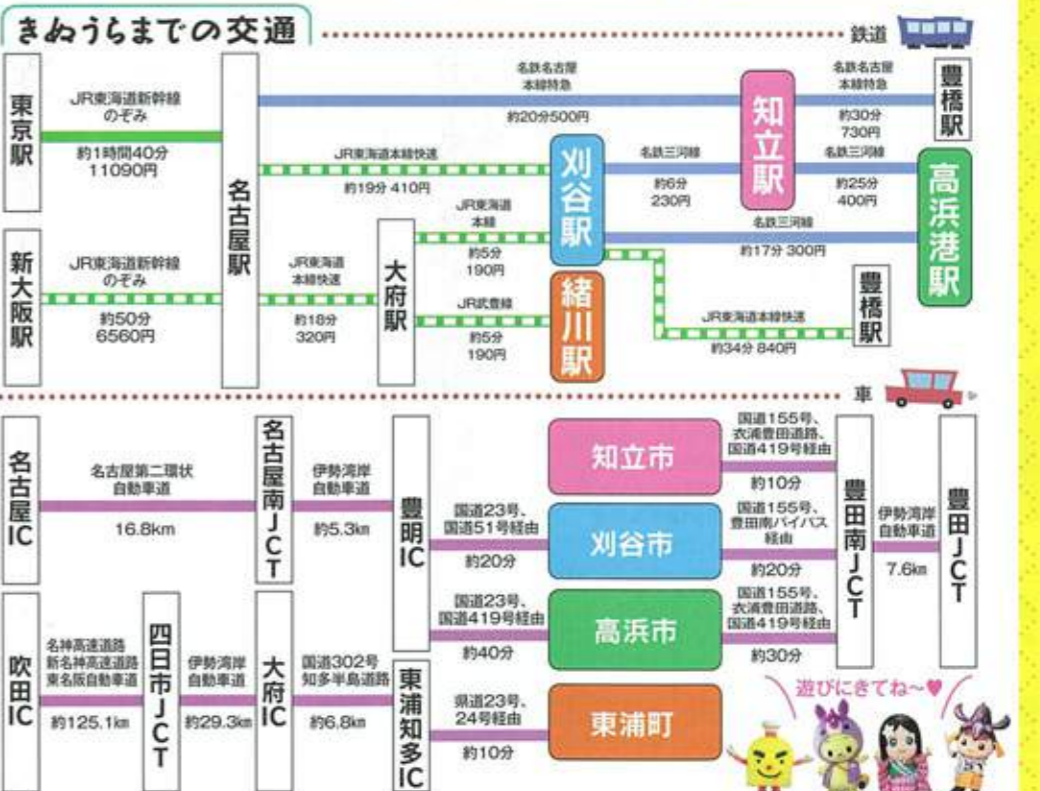 きぬうらまでの交通
鉄道
東京駅
JR東海道新幹線
のぞみ
約1時間40分
11090円
新大阪駅
JR東海道新幹線
のぞみ
約50分
6560円
名古屋駅
名鉄名古屋
本線特急
約20分500円
JR東海道本線快速
約19分 410円
JR東海道
本線快速
約18分
320円
大府駅
JR東海道
本線
約5分
190円
JR武豊線
約5分
190円
刈谷駅
緒川駅
名鉄三河線
約6分
230円
知立駅
名鉄名古屋
本線特急
約30分
730円
豊橋駅
名鉄三河線
約25分
400円
名鉄三河線
約17分 300円
高浜港駅
JR東海道本線快速
約34分 840円
豊橋駅
車
名古屋IC
名古屋第二環状
自動車道
16.8km
名古屋南JCT
伊勢湾岸
自動車道
約5.3km
豊明IC
国道23号、
国道51号経由
約20分
国道23号、
国道419号経由
約40分
吹田IC
名神高速道路
新名神高速道路
東名阪自動車道
約125.1km
四日市JCT
伊勢湾岸
自動車道
約29.3km
大府IC
国道302号
知多半島道路
約6.8km
東浦知多IC
県道23号、
24号経由
約10分
知立市
刈谷市
高浜市
東浦町
国道155号、
衣浦豊田道路、
国道419号経由
約10分
国道155号、
豊田南バイパス
経由
約20分
国道155号、
衣浦豊田道路、
国道419号経由
約30分
豊田南JCT
伊勢湾岸
自動車道
7.6km
豊田JCT
遊びにきてね～♥